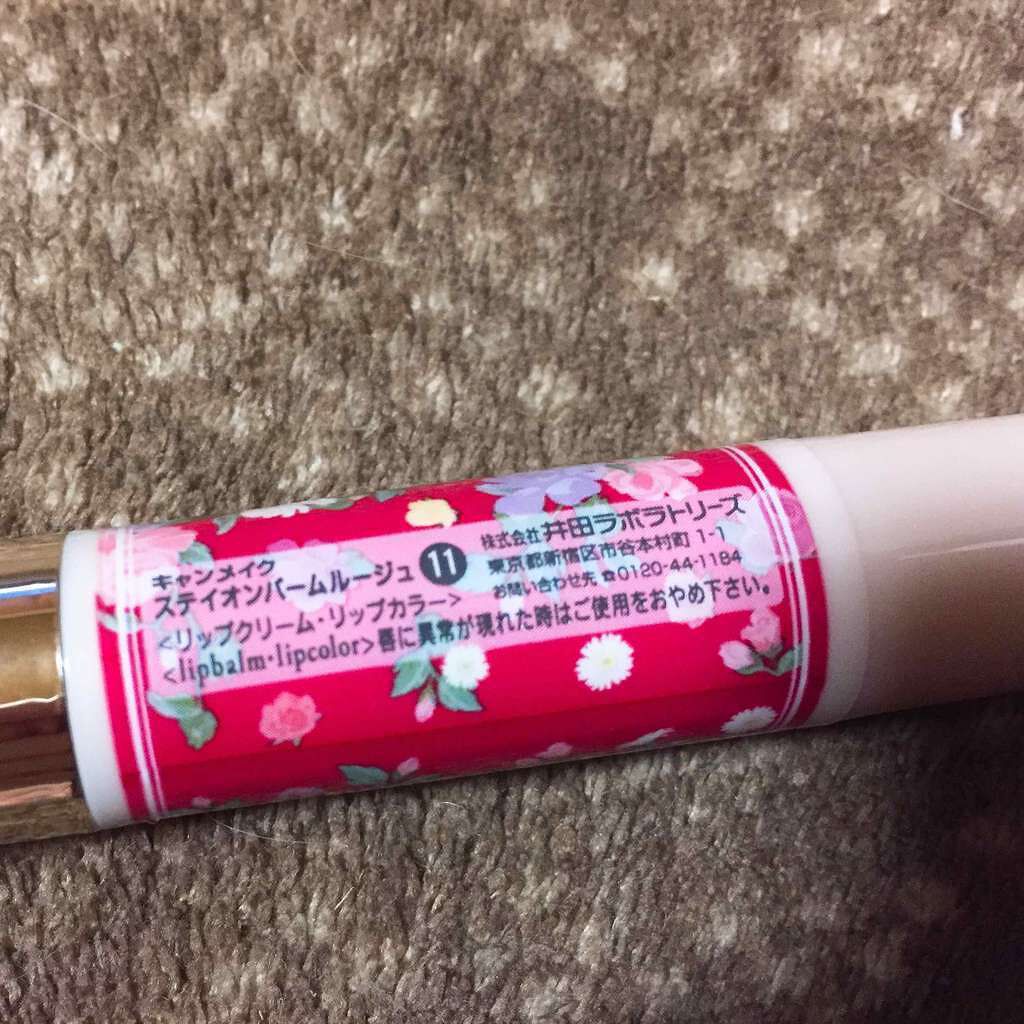 キャンメイク
ステイオンバームルージュ 11
<リップクリーム・リップカラー>
<lipbalm・lipcolor>唇に異常が現れた時はご使用をおやめ下さい。
株式会社 井田ラボラトリーズ
東京都新宿区市谷本村町 1-1
お問い合わせ先 ☎0120-44-1184